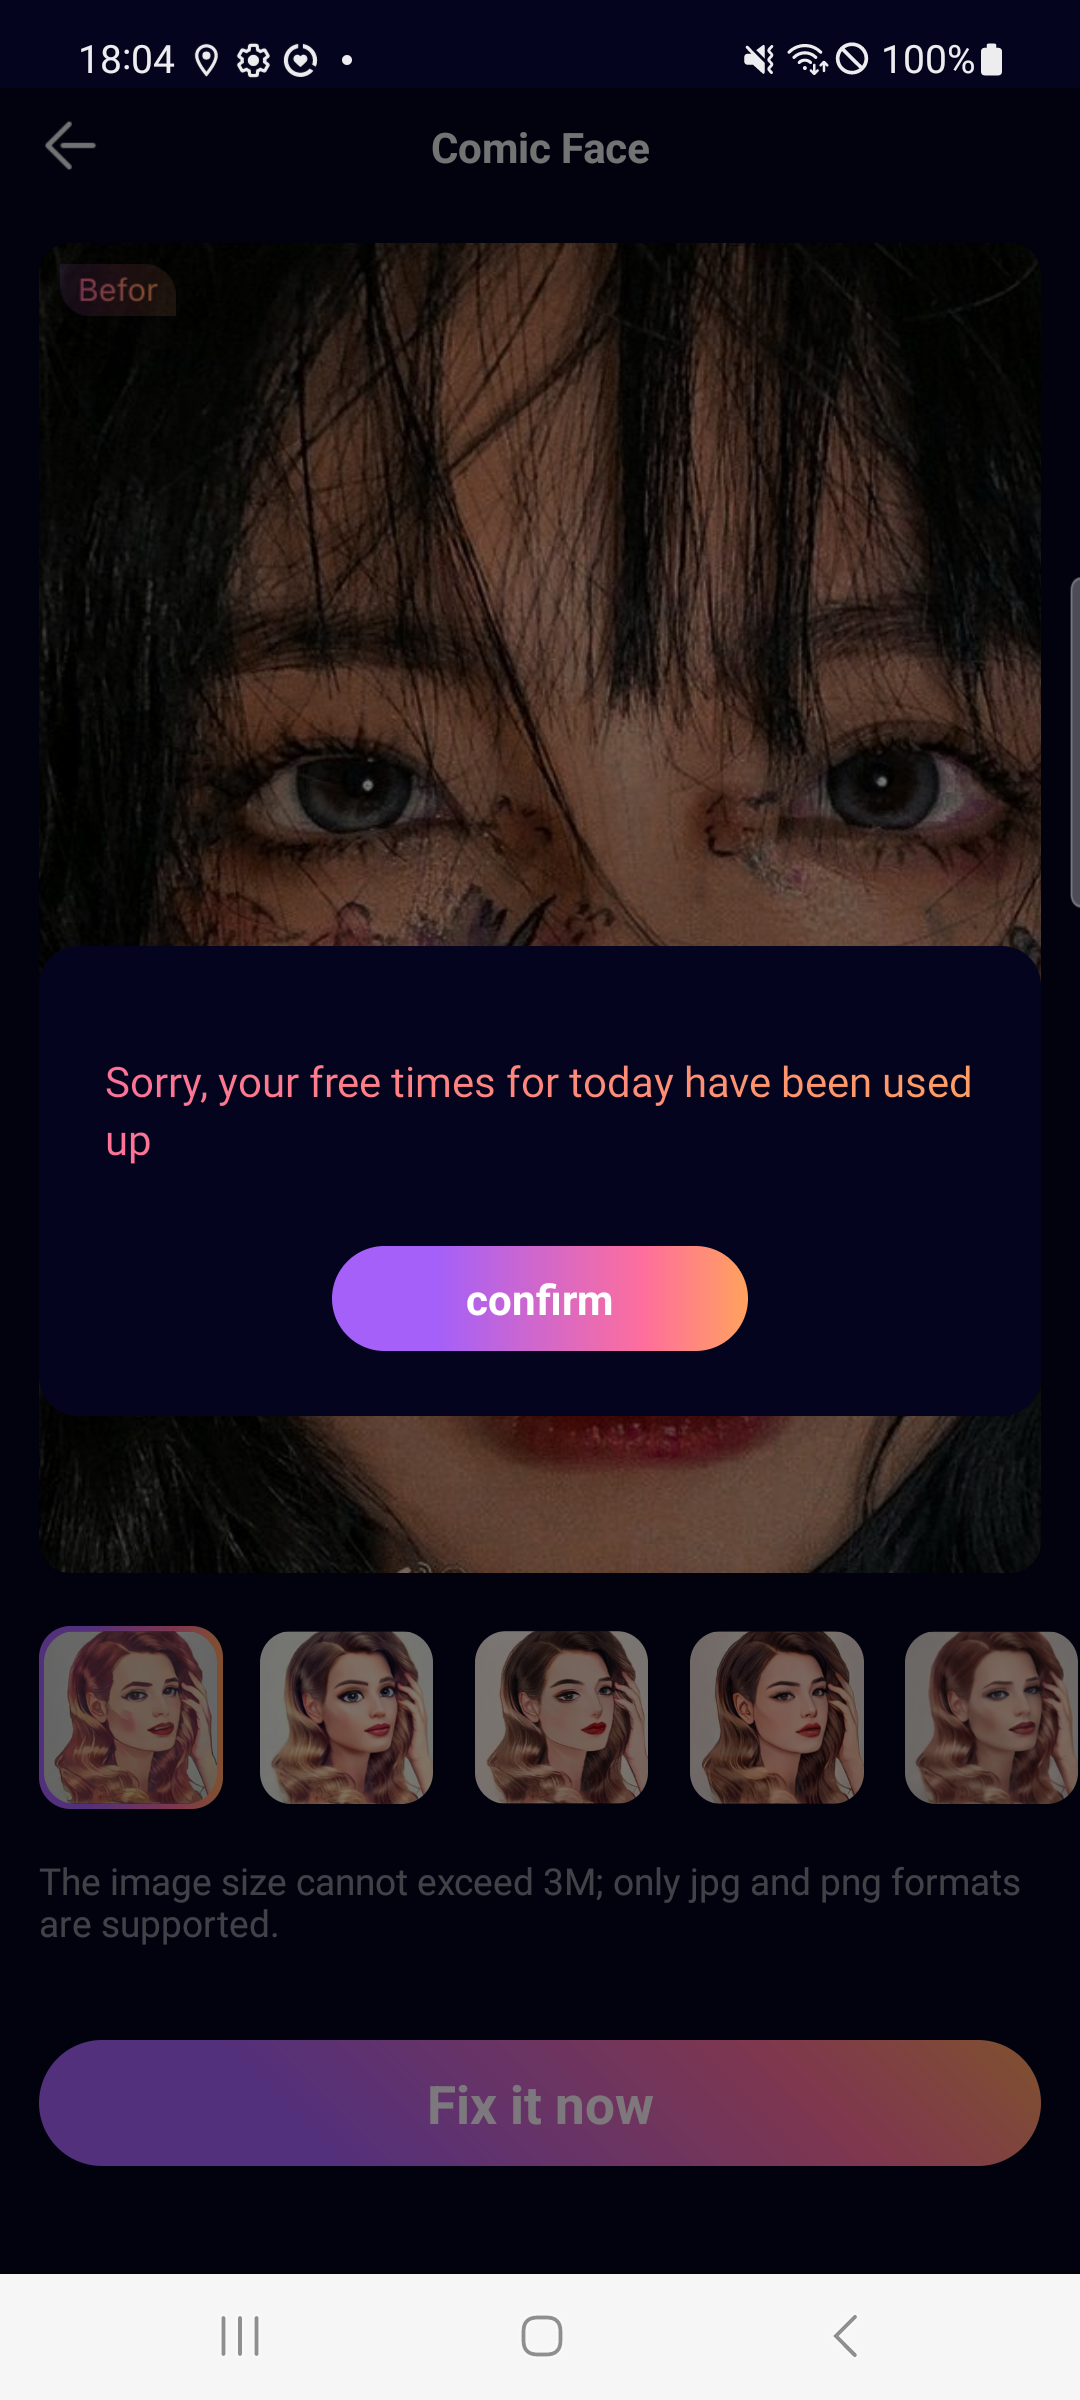 18:04
100%
Comic Face
Befor
Sorry, your free times for today have been used
up
confirm
The image size cannot exceed 3M; only jpg and png formats
are supported.
Fix it now